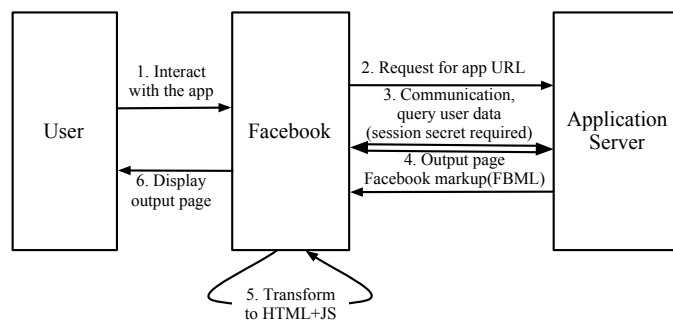 User
1. Interact
with the app
6. Display
output page
Facebook
2. Request for app URL
3. Communication,
query user data
(session secret required)
4. Output page
Facebook markup(FBML)
Application
Server
5. Transform
to HTML+JS